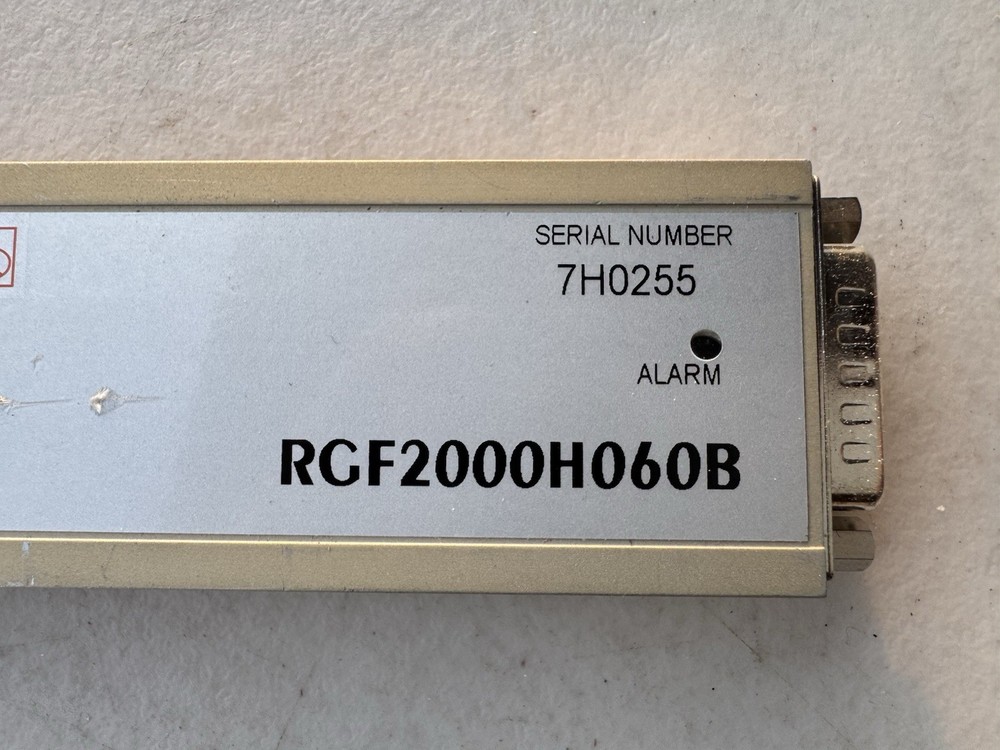 SERIAL NUMBER
7H0255
ALARM
RGF2000H060B